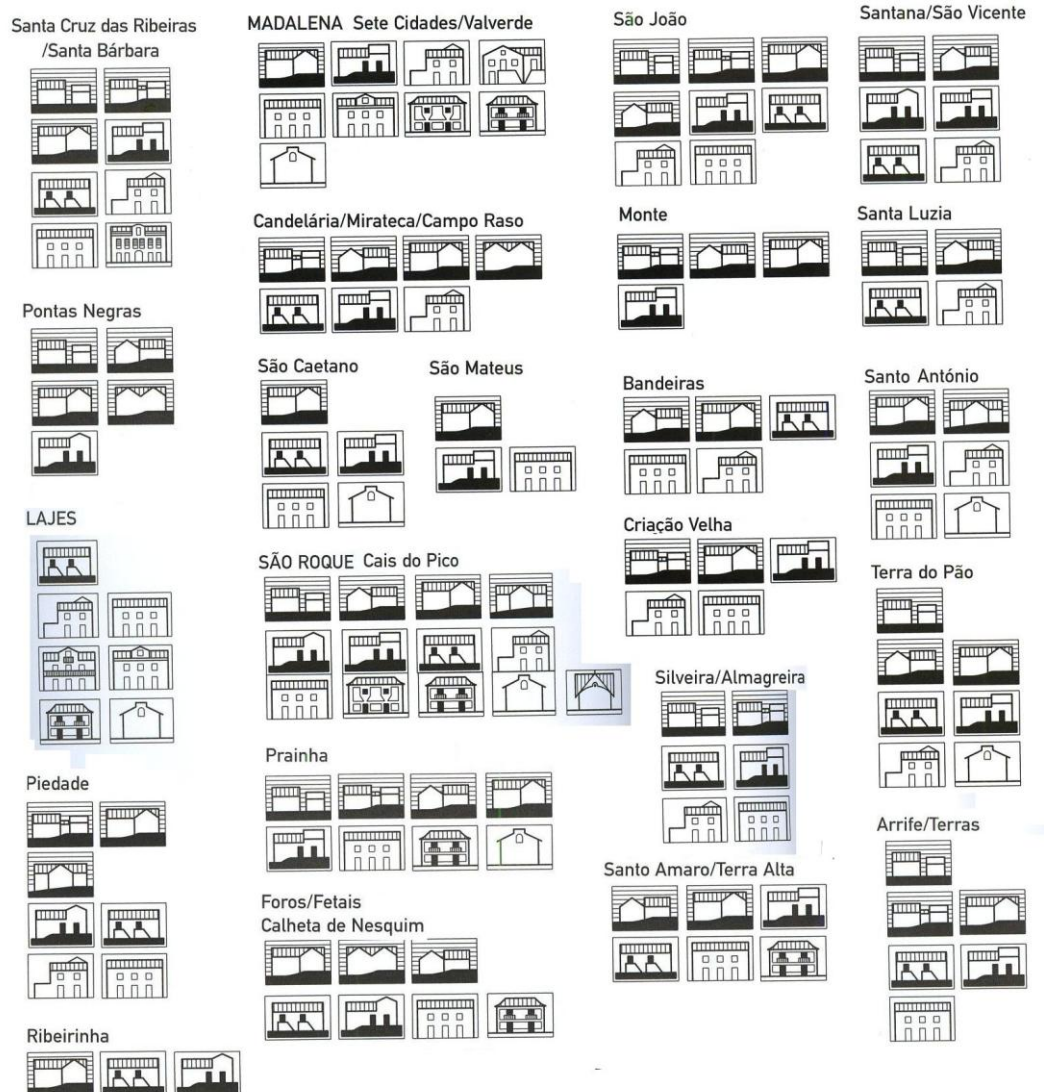 Santa Cruz das Ribeiras
/Santa Bárbara
MADALENA Sete Cidades/Valverde
São João
Santana/São Vicente
Candelária/Mirateca/Campo Raso
Monte
Santa Luzia
Pontas Negras
São Caetano
São Mateus
Bandeiras
Santo António
LAJES
SÃO ROQUE Cais do Pico
Criação Velha
Terra do Pão
Silveira/Almagreira
Piedade
Prainha
Arrife/Terras
Santo Amaro/Terra Alta
Foros/Fetais
Calheta de Nesquim
Ribeirinha